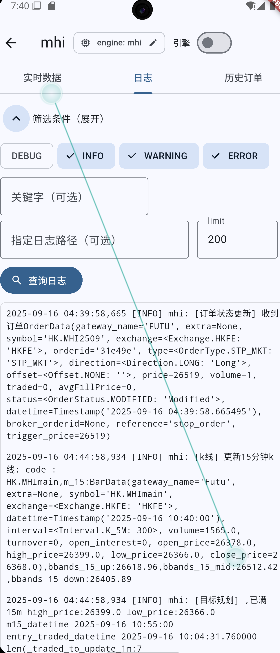 7:40
mhi
engine: mhi
引擎
实时数据
日志
历史订单
筛选条件（展开）
DEBUG
INFO
WARNING
ERROR
关键字（可选）
指定日志路径（可选）
limit
200
查询日志
2025-09-16 04:39:58,665 [INFO] mhi: [订单状态更新] 收到
订单OrderData(gateway_name='FUTU', extra=None,
symbol='HK.MHI2509', exchange=<Exchange.HKFE:
'HKFE'>, orderid='31e49e', type=<OrderType.STP_MKT:
'STP_MKT'>, direction=<Direction.LONG: 'Long'>,
offset=<Offset.NONE: ''>, price=26519, volume=1,
traded=0, avgFillPrice=0,
status=<OrderStatus.MODIFIED: 'Modified'>,
datetime=Timestamp('2025-09-16 04:39:58.665495'),
broker_orderid=None, reference='stop_order',
trigger_price=26519)
2025-09-16 04:44:58,934 [INFO] mhi: [k线] 更新15分钟k
线: code :
HK.MHImain,m_15:BarData(gateway_name='Futu',
extra=None, symbol='HK.MHImain',
exchange=<Exchange.HKFE: 'HKFE'>,
datetime=Timestamp('2025-09-16 10:40:00'),
interval=<Interval.K_5M: 300>, volume=1565.0,
turnover=0, open_interest=0, open_price=26378.0,
high_price=26399.0, low_price=26366.0, close_price=2
6368.0),bbands_15_up:26618.96,bbands_15_mid:26512.42
,bbands_15_down:26405.89
2025-09-16 04:44:58,934 [INFO] mhi: [目标规划] ,已满
15m high_price:26399.0 low_price:26366.0
m15_datetime 2025-09-16 10:55:00
entry_traded_datetime 2025-09-16 10:04:31.760000
len(_traded_to_update_1m:7